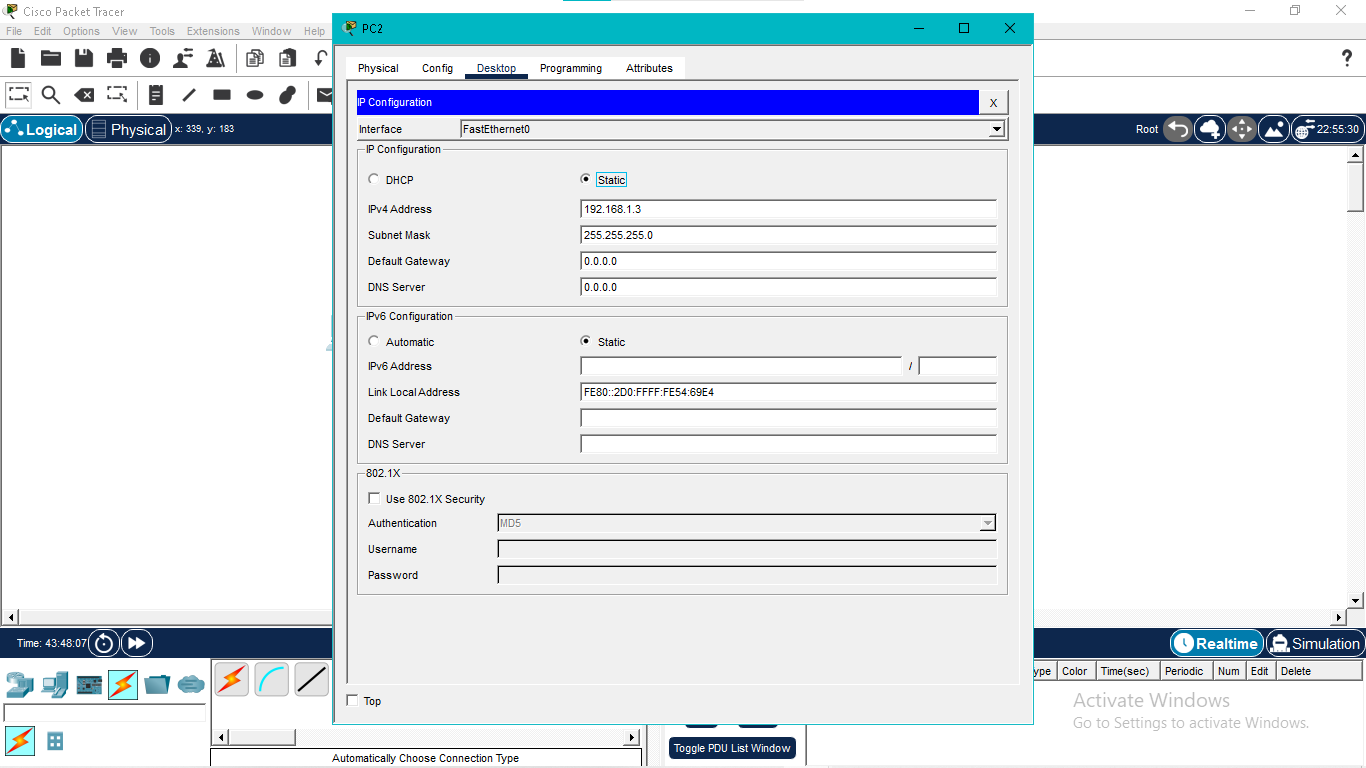 Cisco Packet Tracer
File Edit Options View Tools Extensions Window Help
PC2
Physical Config Desktop Programming Attributes
IP Configuration X
Interface FastEthernet0
IP Configuration
DHCP Static
IPv4 Address 192.168.1.3
Subnet Mask 255.255.255.0
Default Gateway 0.0.0.0
DNS Server 0.0.0.0
IPv6 Configuration
Automatic Static
IPv6 Address /
Link Local Address FE80::2D0:FFFF:FE54:69E4
Default Gateway
DNS Server
802.1X
Use 802.1X Security
Authentication MD5
Username
Password
Top
?
Logical Physical x: 339, y: 183
Root 22:55:30
Time: 43:48:07
Realtime Simulation
ype Color Time(sec) Periodic Num Edit Delete
Activate Windows
Go to Settings to activate Windows.
Toggle PDU List Window
Automatically Choose Connection Type